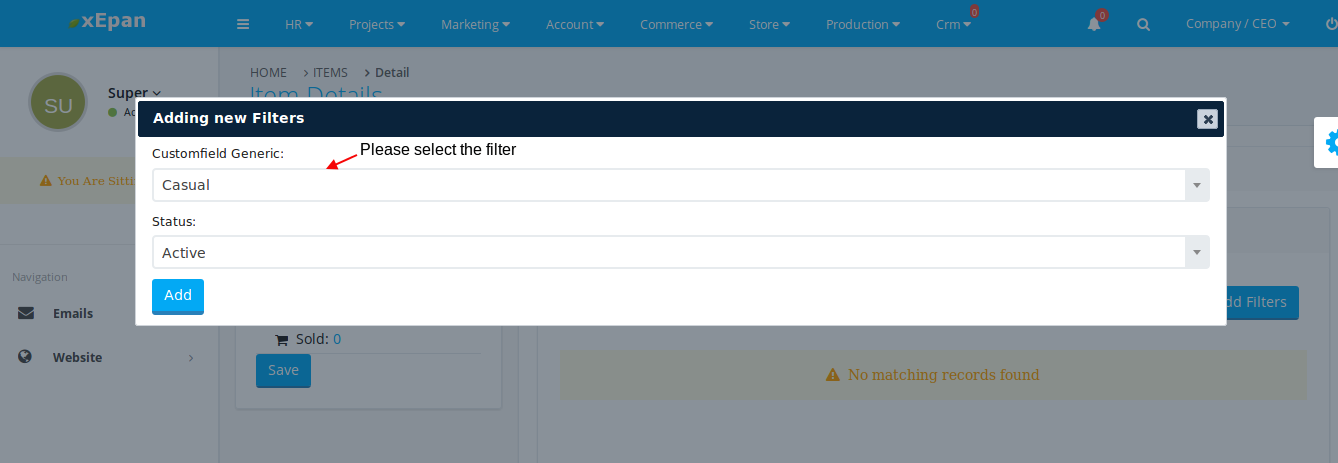 xEpan
HR Projects Marketing Account Commerce Store Production Crm 0 0 Company / CEO
HOME ITEMS Detail
Item Details
SU
Super
Adding new Filters
Customfield Generic:
Please select the filter
You Are Sitti
Casual
Status:
Active
Navigation
Add
Emails
dd Filters
Sold: 0
Website
Save
No matching records found